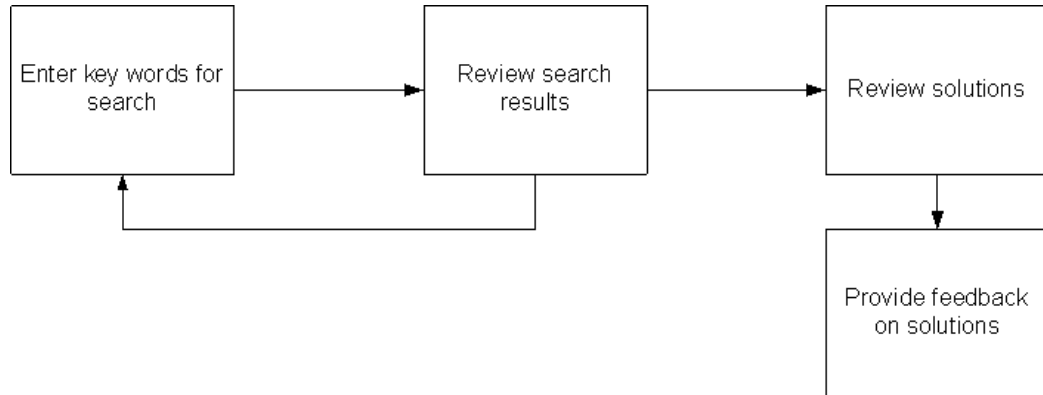 Enter key words for
search
Review search
results
Review solutions
Provide feedback
on solutions